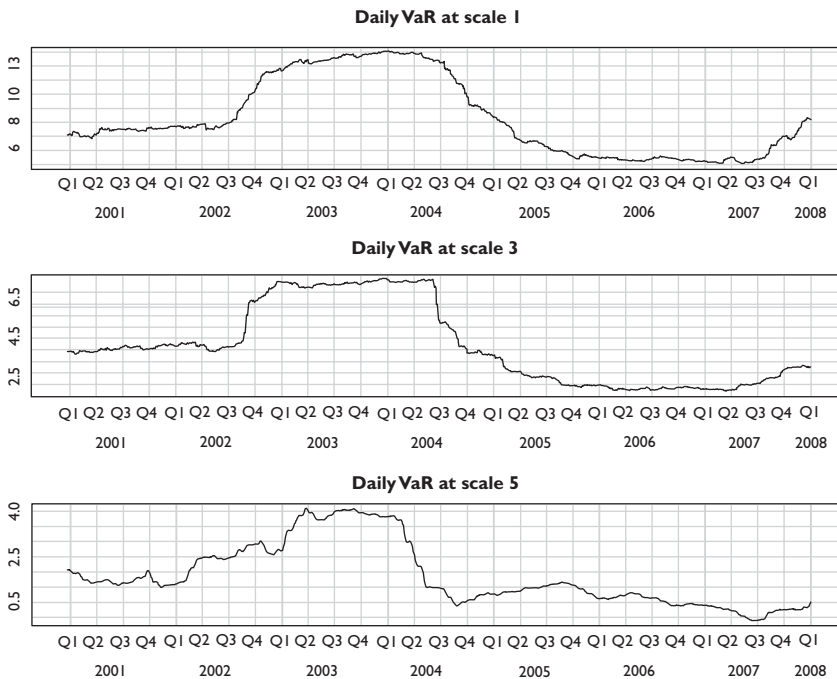 Daily VaR at scale 1
13
10
8
6
Q1 Q2 Q3 Q4 Q1 Q2 Q3 Q4 Q1 Q2 Q3 Q4 Q1 Q2 Q3 Q4 Q1 Q2 Q3 Q4 Q1 Q2 Q3 Q4 Q1 Q2 Q3 Q4 Q1
2001 2002 2003 2004 2005 2006 2007 2008
Daily VaR at scale 3
6.5
4.5
2.5
Q1 Q2 Q3 Q4 Q1 Q2 Q3 Q4 Q1 Q2 Q3 Q4 Q1 Q2 Q3 Q4 Q1 Q2 Q3 Q4 Q1 Q2 Q3 Q4 Q1 Q2 Q3 Q4 Q1
2001 2002 2003 2004 2005 2006 2007 2008
Daily VaR at scale 5
4.0
2.5
0.5
Q1 Q2 Q3 Q4 Q1 Q2 Q3 Q4 Q1 Q2 Q3 Q4 Q1 Q2 Q3 Q4 Q1 Q2 Q3 Q4 Q1 Q2 Q3 Q4 Q1 Q2 Q3 Q4 Q1
2001 2002 2003 2004 2005 2006 2007 2008